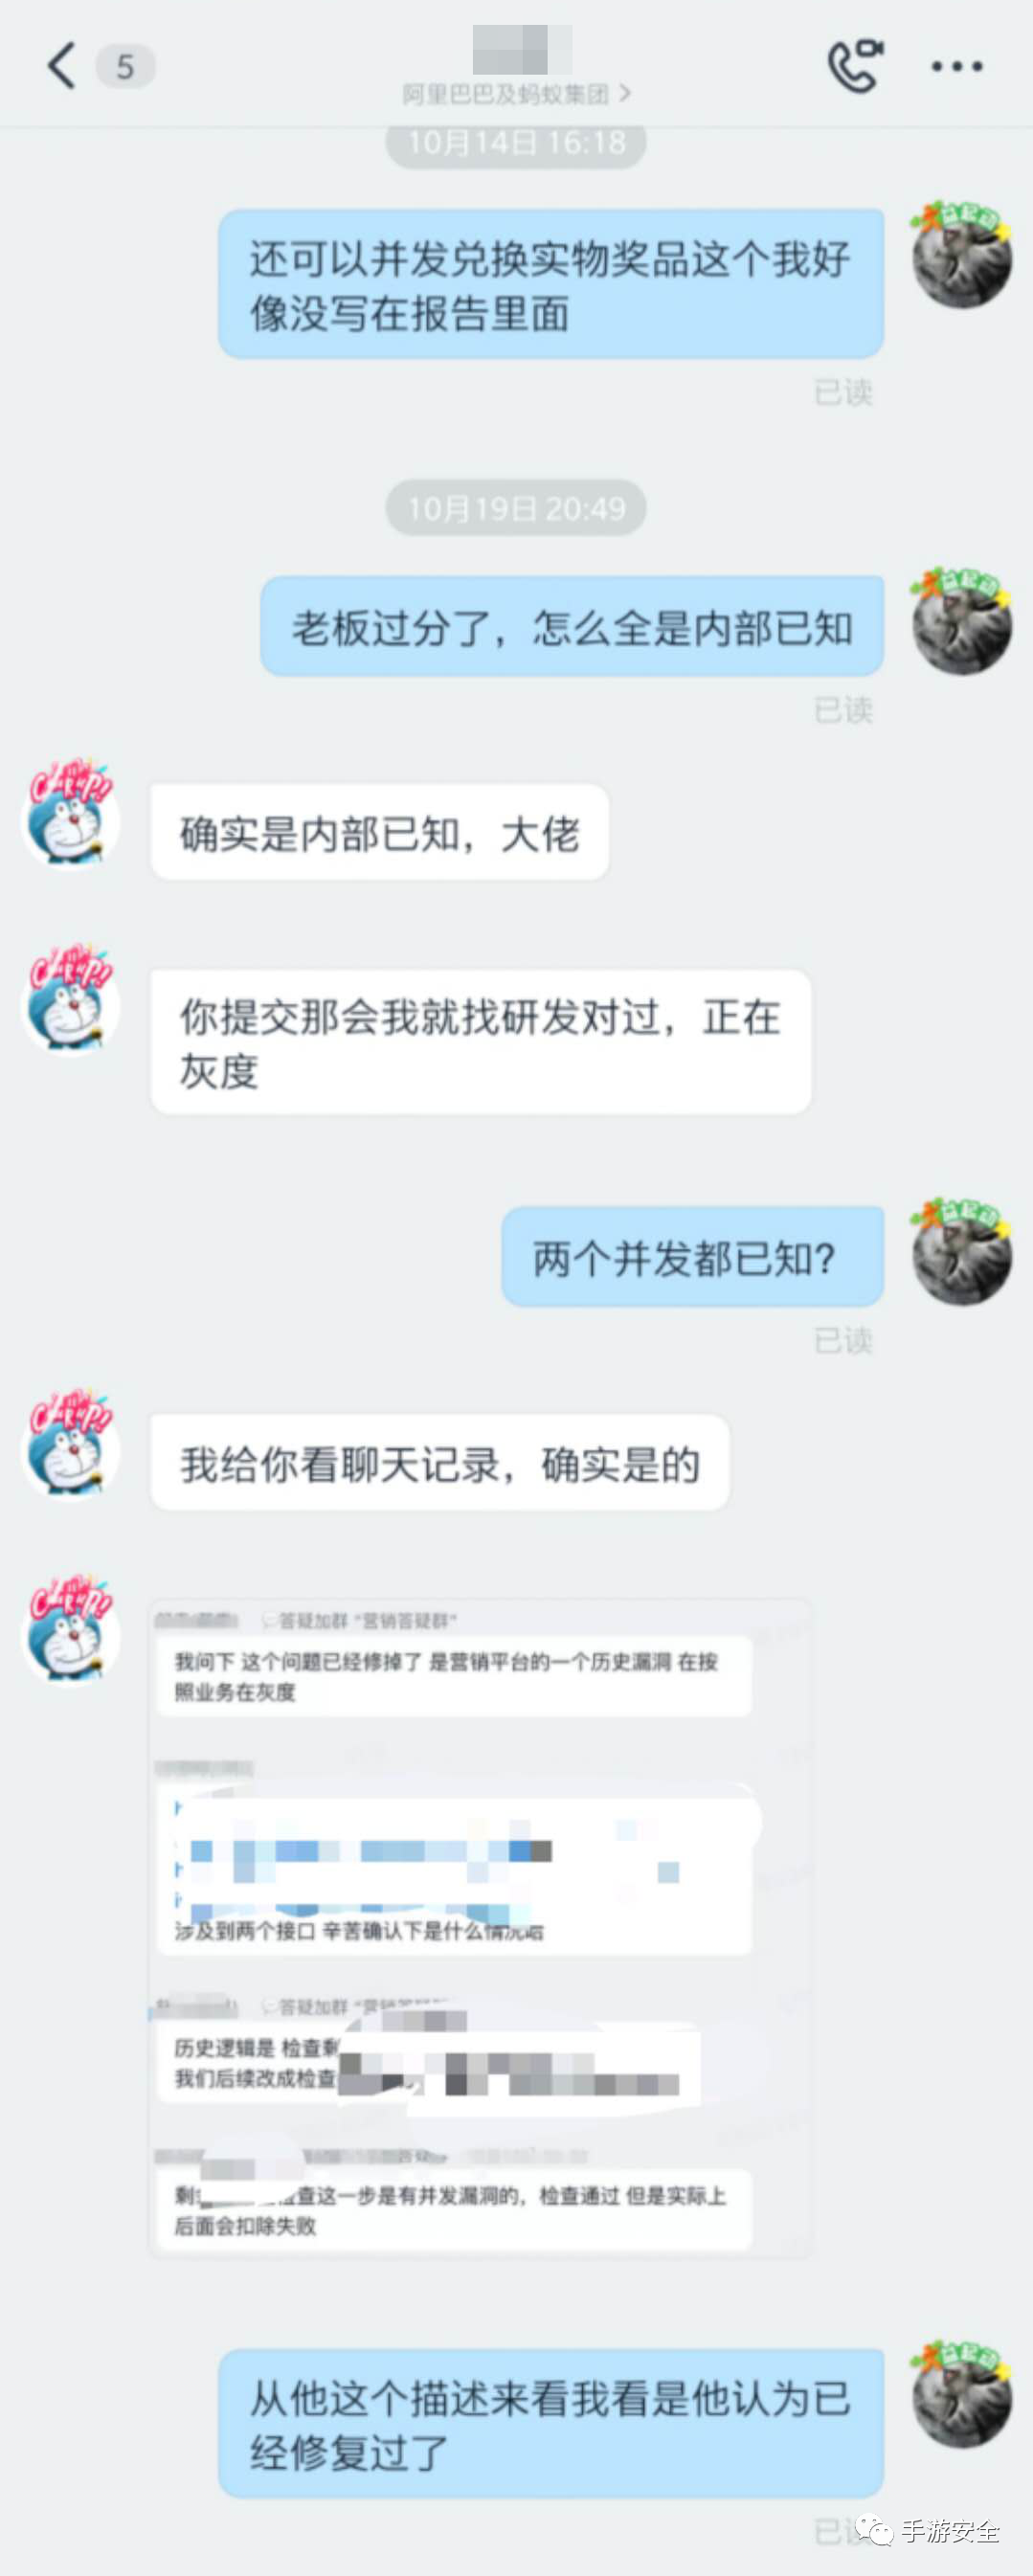 5
阿里巴巴及蚂蚁集团 >
10月14日 16:18
还可以并发兑换实物奖品这个我好
像没写在报告里面
已读
10月19日 20:49
老板过分了，怎么全是内部已知
已读
确实是内部已知，大佬
你提交那会我就找研发对过，正在
灰度
两个并发都已知?
已读
我给你看聊天记录，确实是的
答疑加群 “营销答疑群”
我问下 这个问题已经修掉了 是营销平台的一个历史漏洞 在按
照业务在灰度
涉及到两个接口 辛苦确认下是什么情况哈
答疑加群
历史逻辑是 检查剩
我们后续改成检查
检查这一步是有并发漏洞的，检查通过 但是实际上
后面会扣除失败
从他这个描述来看我看是他认为已
经修复过了
已读
手游安全